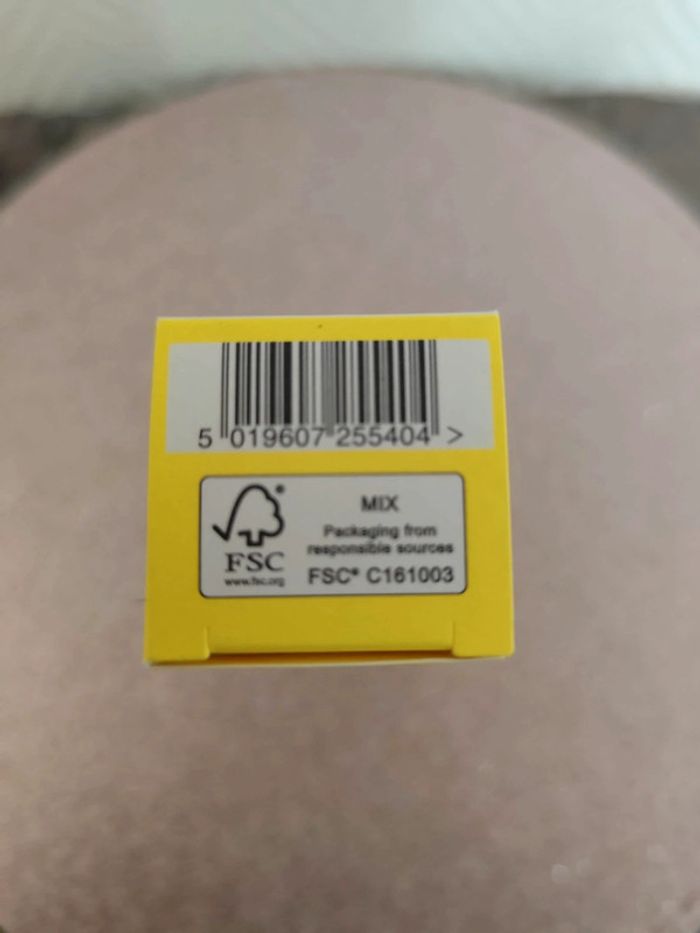 5 019607 255404 >
MIX
Packaging from
responsible sources
FSC® C161003
FSC
www.fsc.org